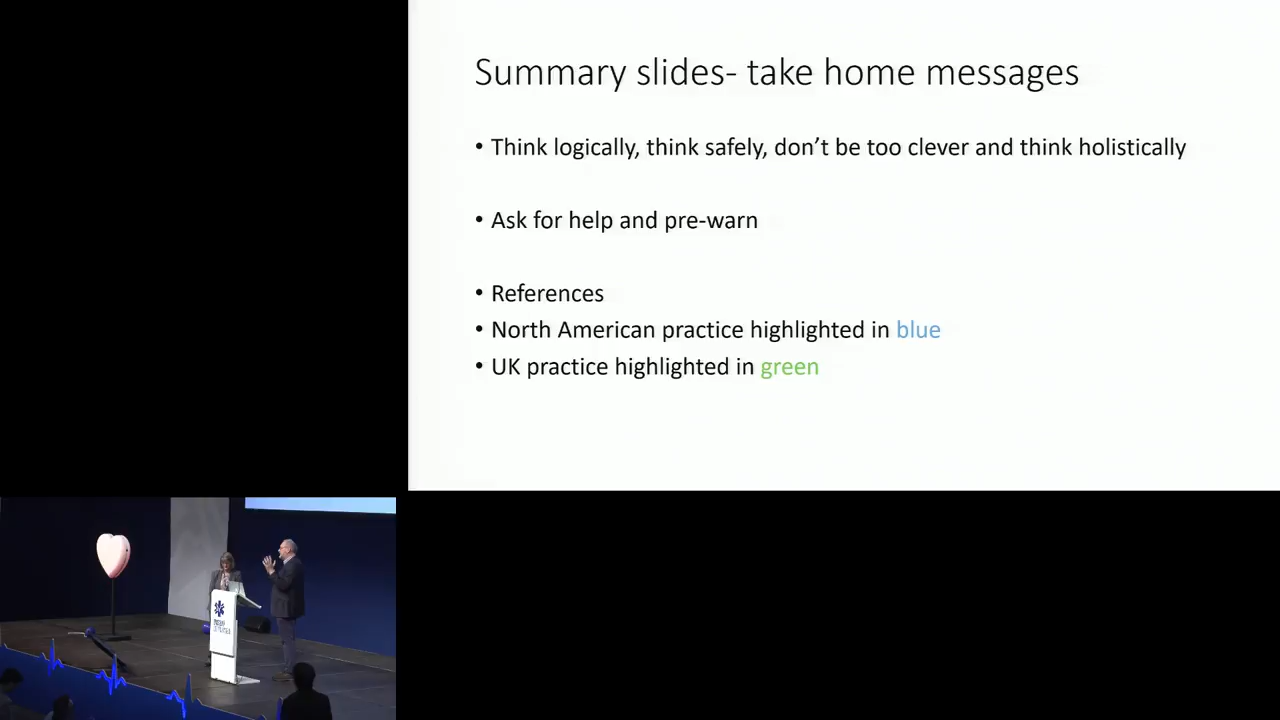 Summary slides- take home messages
• Think logically, think safely, don't be too clever and think holistically
• Ask for help and pre-warn
• References
• North American practice highlighted in blue
• UK practice highlighted in green